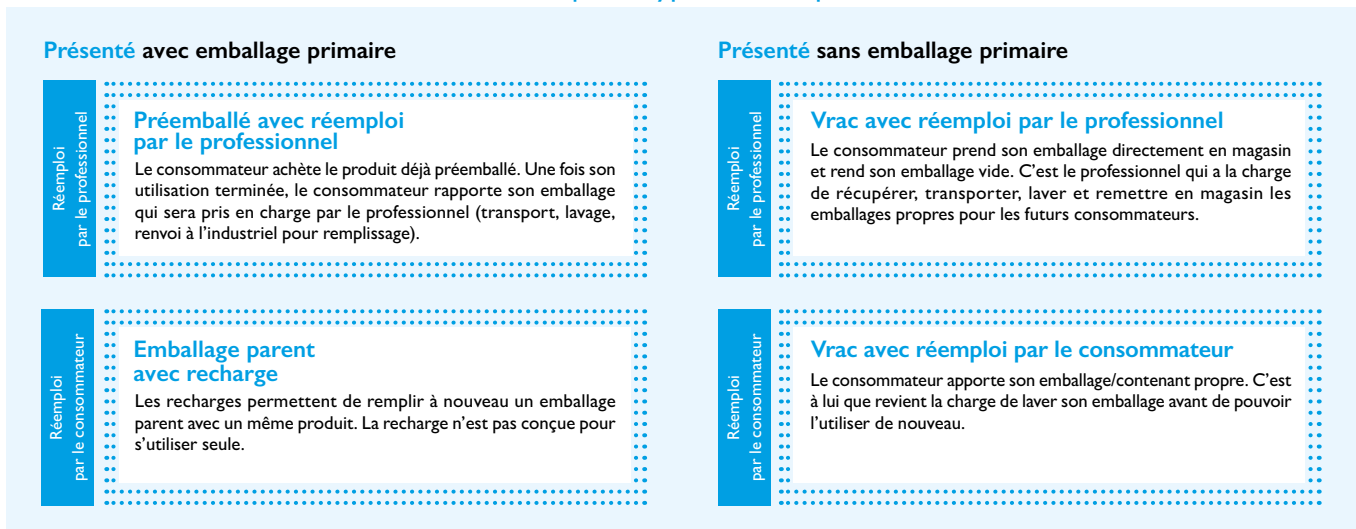 Présenté avec emballage primaire
Réemploi
par le professionnel
Préemballé avec réemploi
par le professionnel
Le consommateur achète le produit déjà préemballé. Une fois son
utilisation terminée, le consommateur rapporte son emballage
qui sera pris en charge par le professionnel (transport, lavage,
renvoi à l’industriel pour remplissage).
Réemploi
par le consommateur
Emballage parent
avec recharge
Les recharges permettent de remplir à nouveau un emballage
parent avec un même produit. La recharge n’est pas conçue pour
s’utiliser seule.
Présenté sans emballage primaire
Réemploi
par le professionnel
Vrac avec réemploi par le professionnel
Le consommateur prend son emballage directement en magasin
et rend son emballage vide. C’est le professionnel qui a la charge
de récupérer, transporter, laver et remettre en magasin les
emballages propres pour les futurs consommateurs.
Réemploi
par le consommateur
Vrac avec réemploi par le consommateur
Le consommateur apporte son emballage/contenant propre. C’est
à lui que revient la charge de laver son emballage avant de pouvoir
l’utiliser de nouveau.